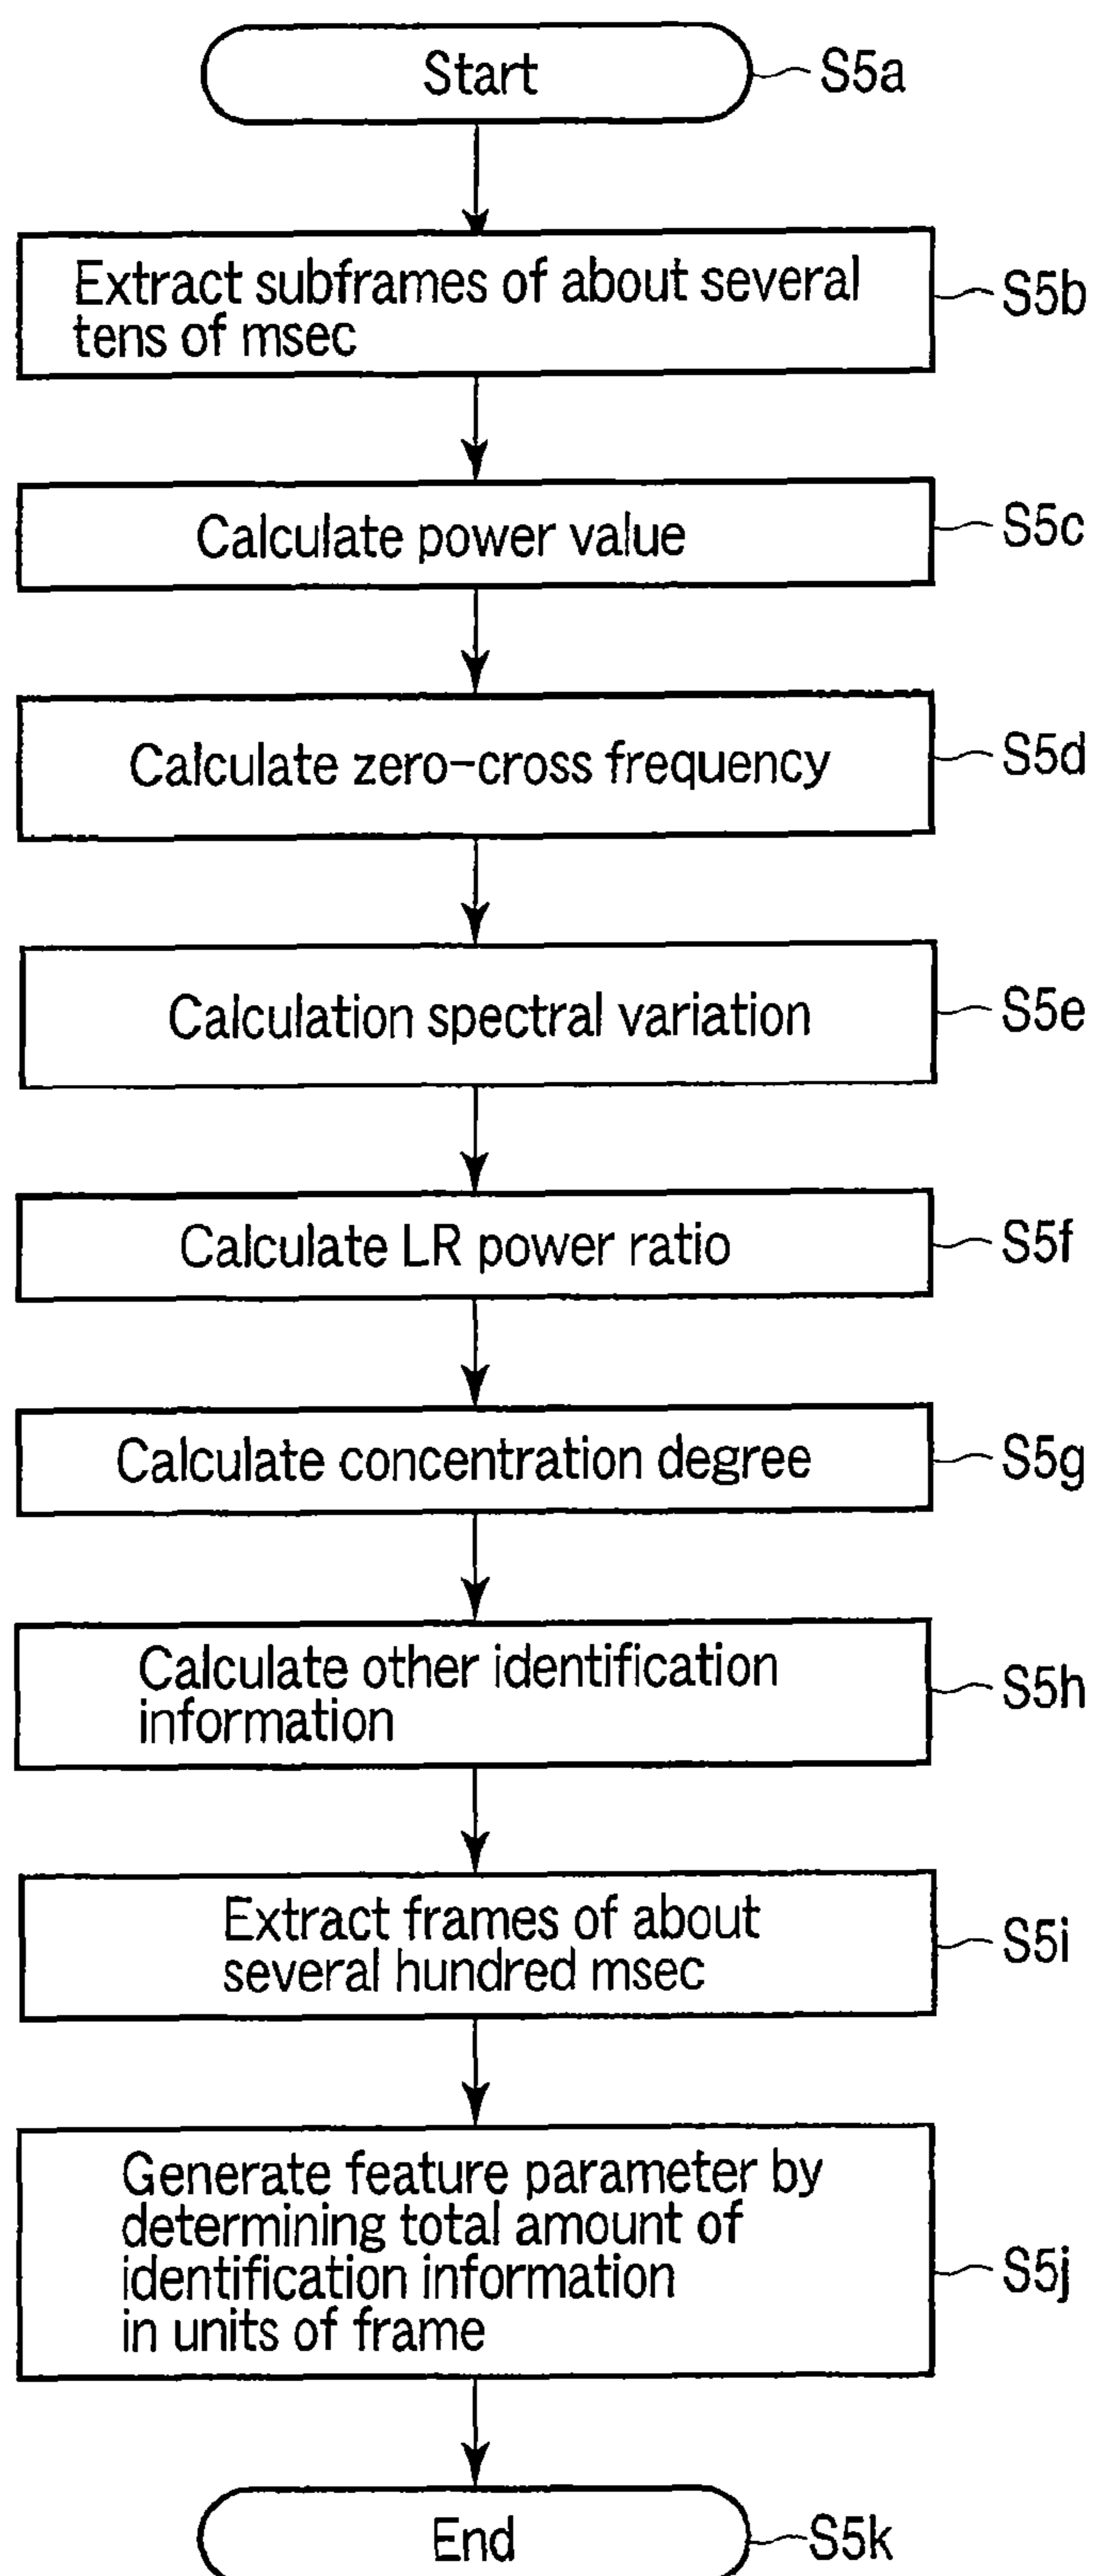 Start
S5a
Extract subframes of about several
tens of msec
S5b
Calculate power value
S5c
Calculate zero-cross frequency
S5d
Calculation spectral variation
S5e
Calculate LR power ratio
S5f
Calculate concentration degree
S5g
Calculate other identification
information
S5h
Extract frames of about
several hundred msec
S5i
Generate feature parameter by
determining total amount of
identification information
in units of frame
S5j
End
S5k